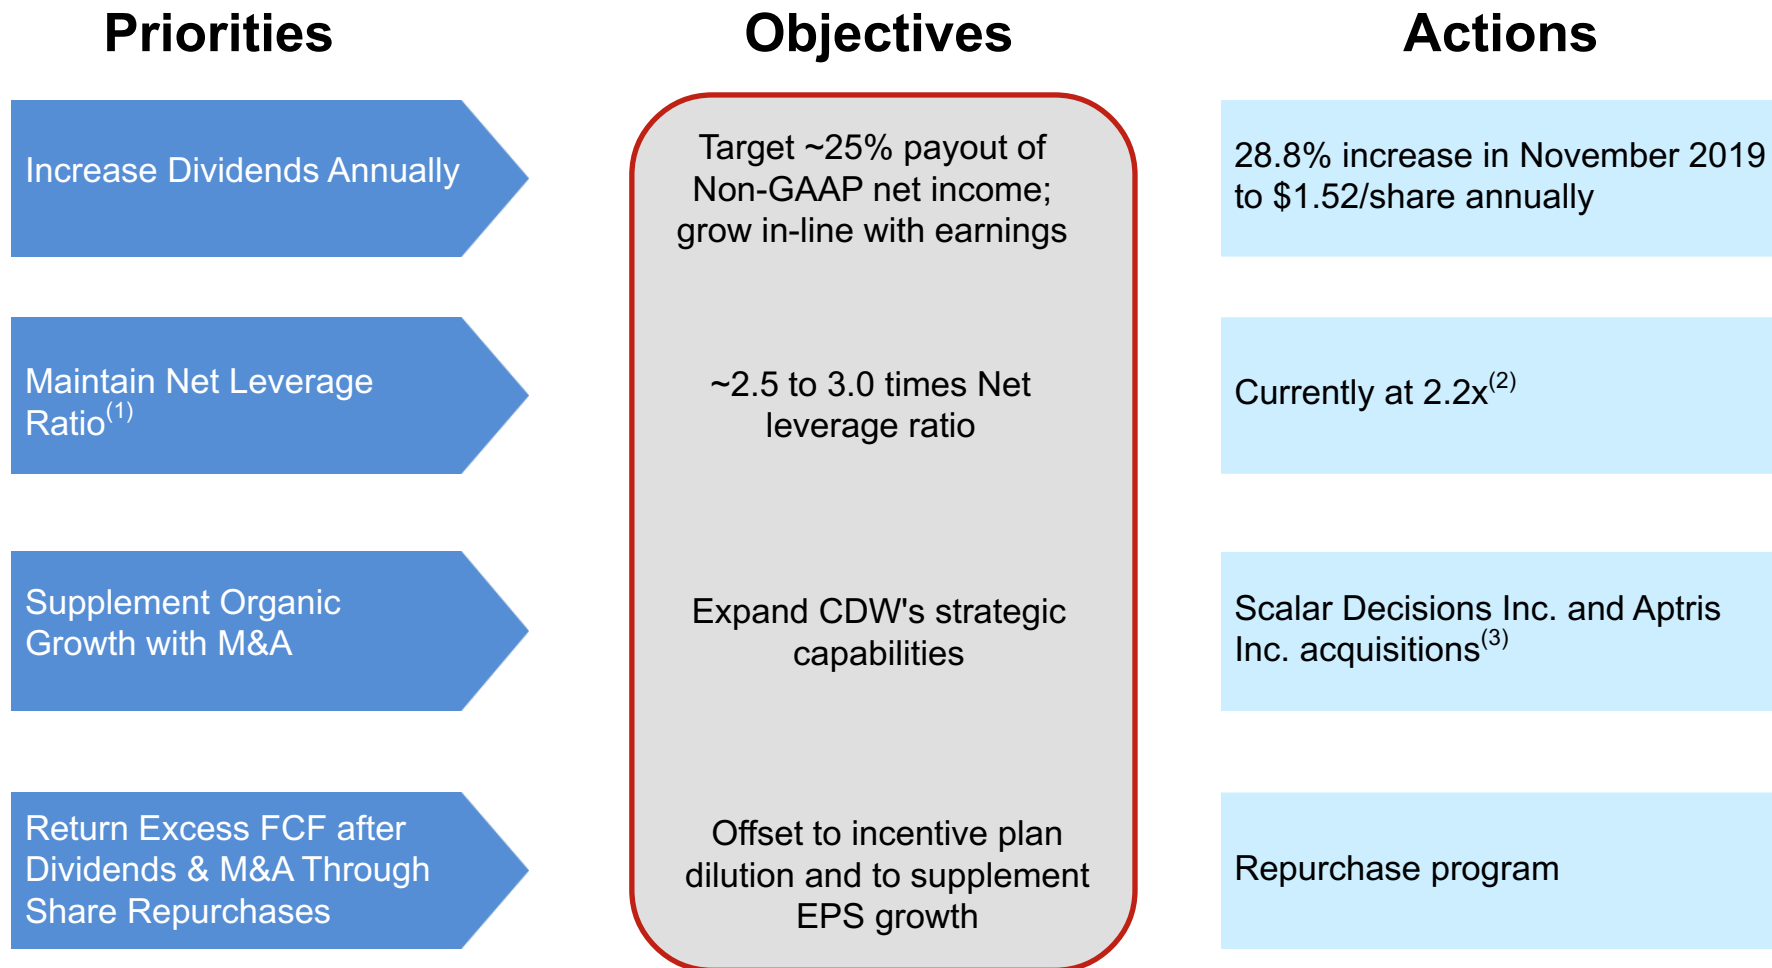 Priorities
Objectives
Actions
Increase Dividends Annually
Target ~25% payout of
Non-GAAP net income;
grow in-line with earnings
28.8% increase in November 2019
to $1.52/share annually
Maintain Net Leverage
Ratio(1)
~2.5 to 3.0 times Net
leverage ratio
Currently at 2.2x(2)
Supplement Organic
Growth with M&A
Expand CDW's strategic
capabilities
Scalar Decisions Inc. and Aptris
Inc. acquisitions(3)
Return Excess FCF after
Dividends & M&A Through
Share Repurchases
Offset to incentive plan
dilution and to supplement
EPS growth
Repurchase program